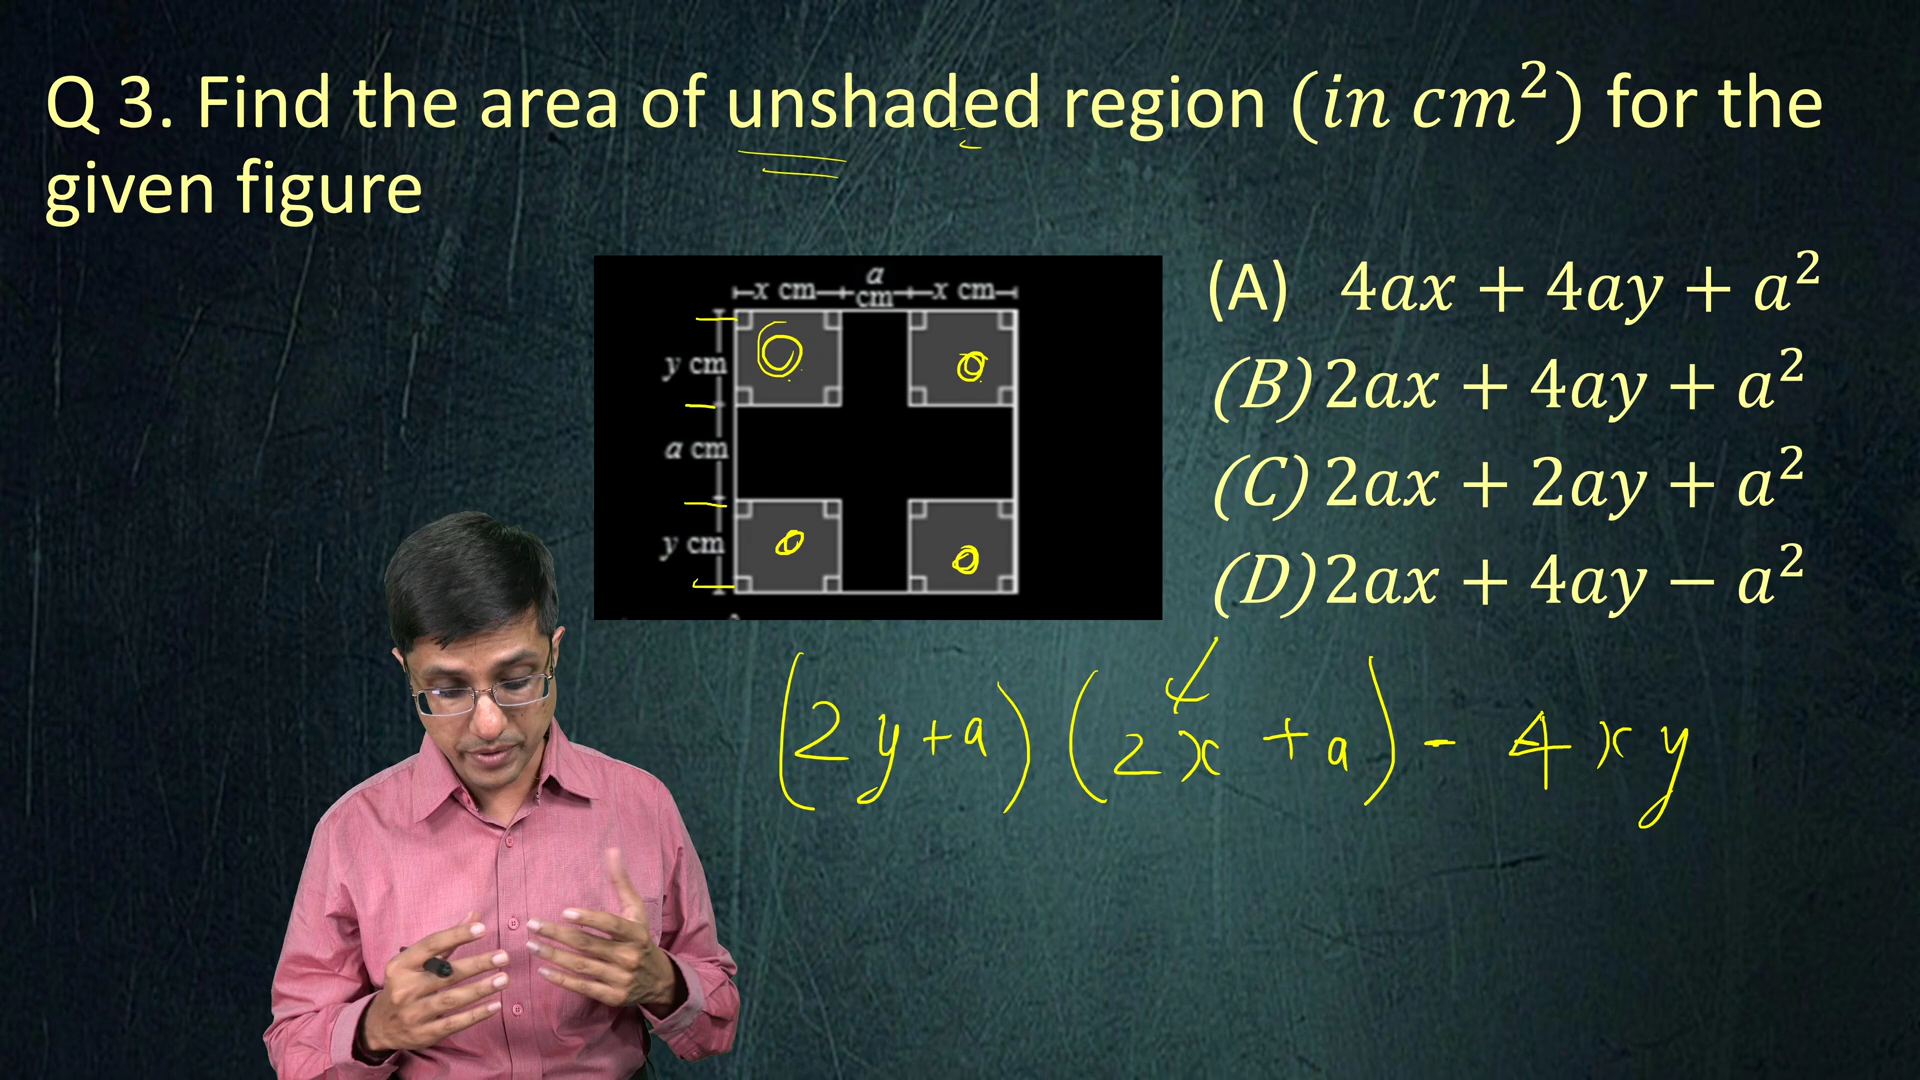 Q 3. Find the area of unshaded region (in cm²) for the
given figure
a
x cm cm x cm
y cm
a cm
y cm
(A) 4ax + 4ay + a²
(B) 2ax + 4ay + a²
(C) 2ax + 2ay + a²
(D) 2ax + 4ay − a²
(2y+a) (2x + a) - 4xy